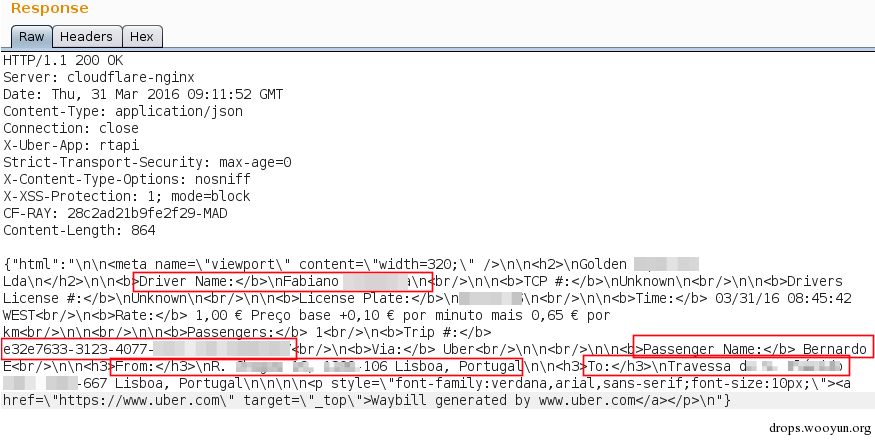 Response
Raw Headers Hex
HTTP/1.1 200 OK
Server: cloudflare-nginx
Date: Thu, 31 Mar 2016 09:11:52 GMT
Content-Type: application/json
Connection: close
X-Uber-App: rtapi
Strict-Transport-Security: max-age=0
X-Content-Type-Options: nosniff
X-XSS-Protection: 1; mode=block
CF-RAY: 28c2ad21b9fe2f29-MAD
Content-Length: 864
{"html":"\n\n<meta name=\"viewport\" content=\"width=320;\" />\n\n<h2>\nGolden
Lda\n</h2>\n\n<b>Driver Name:</b>\nFabiano a\n<br/>\n\n<b>TCP #:</b>\nUnknown\n<br/>\n\n<b>Drivers
License #:</b>\nUnknown\n<br/>\n\n<b>License Plate:</b>\n \n<br/>\n\n<b>Time:</b> 03/31/16 08:45:42
WEST<br/>\n<b>Rate:</b> 1,00 € Preço base +0,10 € por minuto mais 0,65 € por
km<br/>\n\n<br/>\n\n<b>Passengers:</b> 1<br/>\n<b>Trip #:</b>
e32e7633-3123-4077- <br/>\n<b>Via:</b> Uber<br/>\n\n<br/>\n\n<b>Passenger Name:</b> Bernardo
E<br/>\n\n<h3>From:</h3>\nR. -106 Lisboa, Portugal\n\n\n<h3>To:</h3>\nTravessa d
-667 Lisboa, Portugal\n\n\n\n\n<p style=\"font-family:verdana,arial,sans-serif;font-size:10px;\"><a
href=\"https://www.uber.com\" target=\"_top\">Waybill generated by www.uber.com</a></p>\n"}
drops.wooyun.org